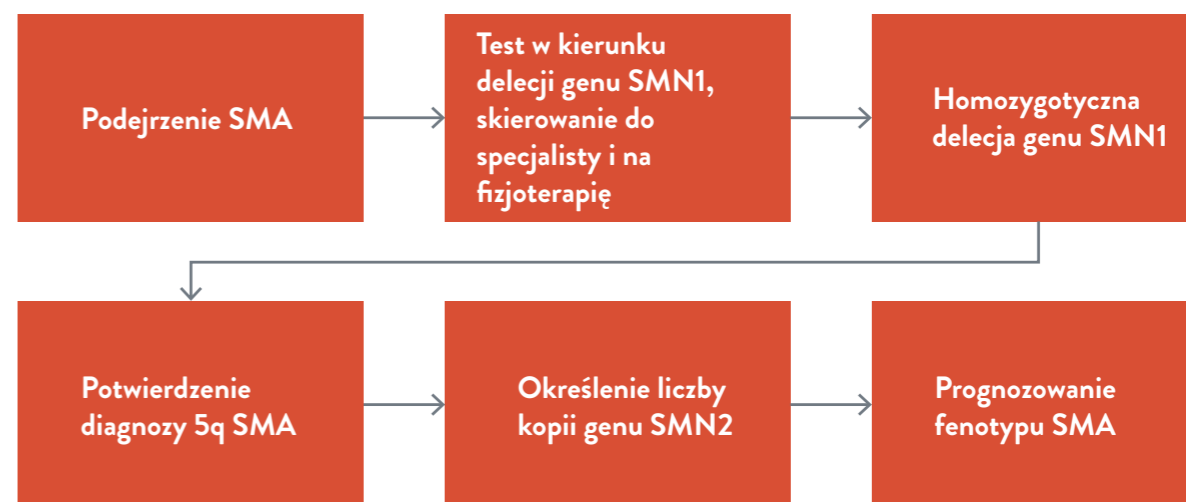 Podejrzenie SMA
Test w kierunku
delecji genu SMN1,
skierowanie do
specjalisty i na
fizjoterapię
Homozygotyczna
delecja genu SMN1
Potwierdzenie
diagnozy 5q SMA
Określenie liczby
kopii genu SMN2
Prognozowanie
fenotypu SMA